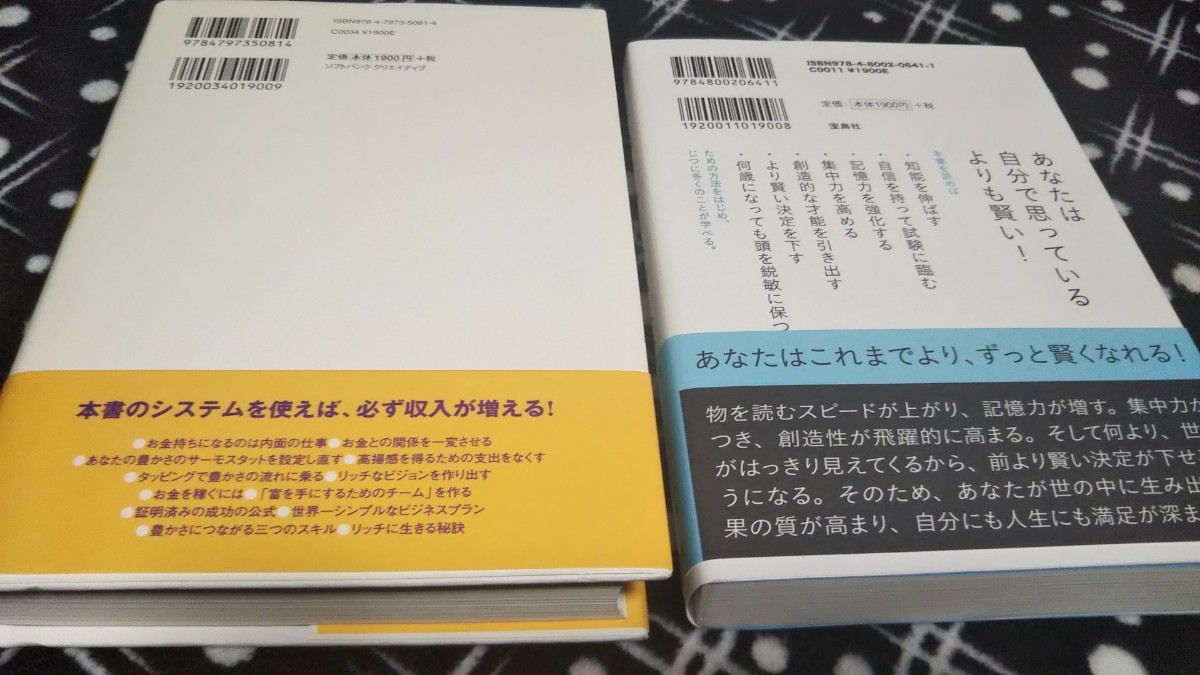 ISBN978-4-7973-5081-4
C0034 ¥1900E
9784797350814
定価 本体1900円+税
ソフトバンク クリエイティブ
1920034019009
本書のシステムを使えば、必ず収入が増える!
●お金持ちになるのは内面の仕事●お金との関係を一変させる
●あなたの豊かさのサーモスタットを設定し直す●高揚感を得るための支出をなくす
●タッピングで豊かさの流れに乗る●リッチなビジョンを作り出す
●お金を稼ぐには●「富を手にするためのチーム」を作る
●証明済みの成功の公式●世界一シンプルなビジネスプラン
●豊かさにつながる三つのスキル●リッチに生きる秘訣
ISBN978-4-8002-0641-1
C0011 ¥1900E
9784800206411
定価:本体1900円+税
1920011019008
宝島社
あなたは
自分で思っている
よりも賢い!
本書を読めば
・知能を伸ばす
・自信を持って試験に臨む
・記憶力を強化する
・集中力を高める
・創造的な才能を引き出す
・より賢い決定を下す
・何歳になっても頭を鋭敏に保つ
ための方法をはじめ、
じつに多くのことが学べる。
あなたはこれまでより、ずっと賢くなれる!
物を読むスピードが上がり、記憶力が増す。集中力が
つき、創造性が飛躍的に高まる。そして何より、世
がはっきり見えてくるから、前より賢い決定が下せ
うになる。そのため、あなたが世の中に生み出
果の質が高まり、自分にも人生にも満足が深ま